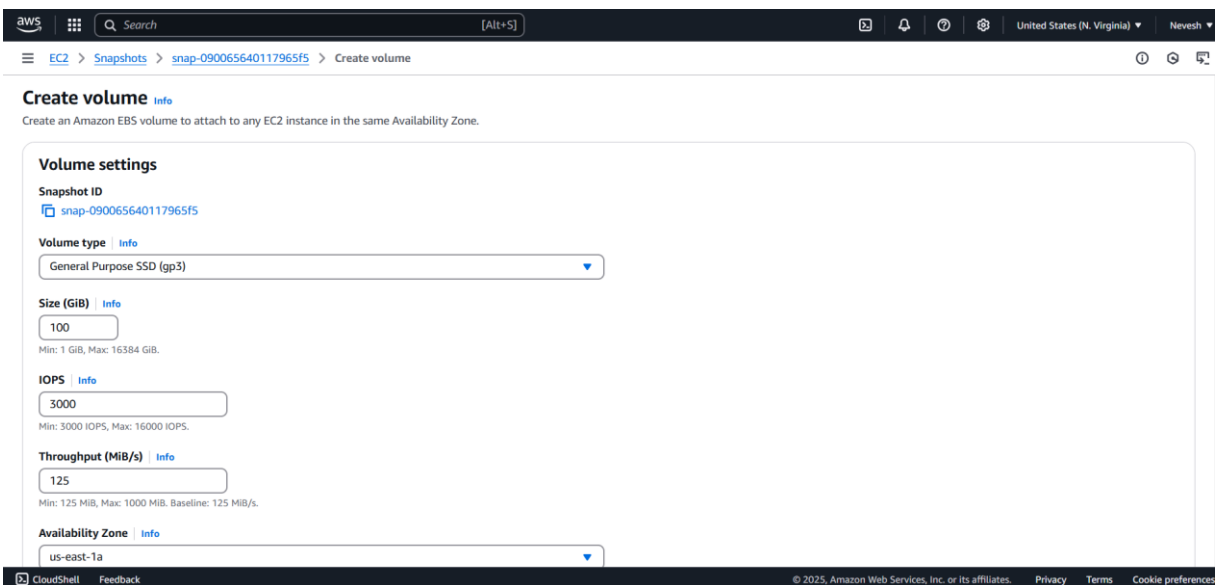 aws Search [Alt+S] United States (N. Virginia) Nevesh
EC2 > Snapshots > snap-090065640117965f5 > Create volume
Create volume Info
Create an Amazon EBS volume to attach to any EC2 instance in the same Availability Zone.
Volume settings
Snapshot ID
snap-090065640117965f5
Volume type Info
General Purpose SSD (gp3)
Size (GiB) Info
100
Min: 1 GiB, Max: 16384 GiB.
IOPS Info
3000
Min: 3000 IOPS, Max: 16000 IOPS.
Throughput (MiB/s) Info
125
Min: 125 MiB, Max: 1000 MiB. Baseline: 125 MiB/s.
Availability Zone Info
us-east-1a
CloudShell Feedback © 2025, Amazon Web Services, Inc. or its affiliates. Privacy Terms Cookie preferences